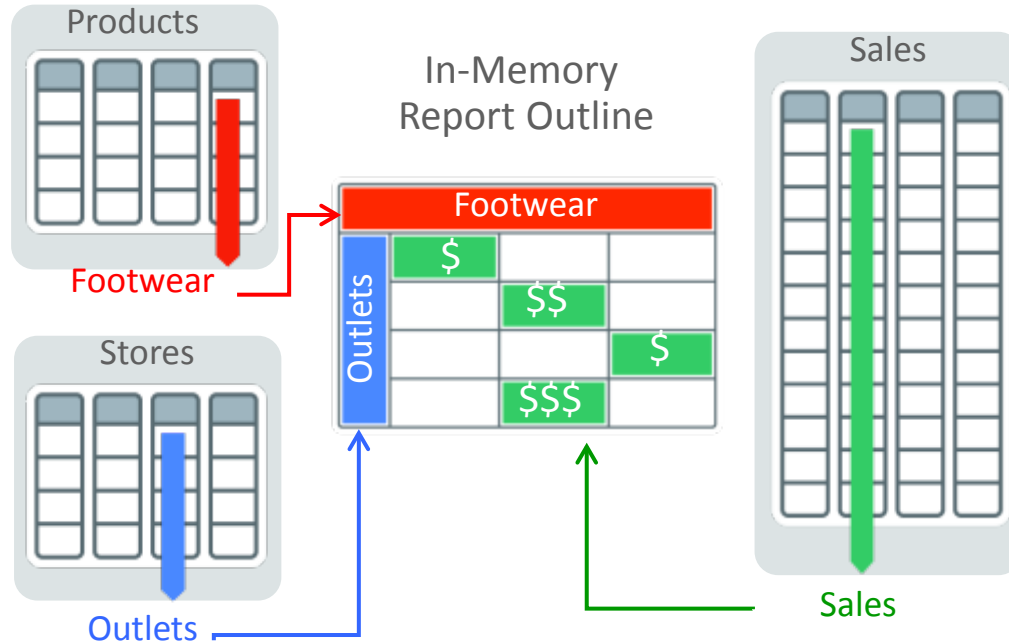 Products
In-Memory
Report Outline
Sales
Footwear
$
$$
$
$$$
Outlets
Footwear
Stores
Outlets
Sales